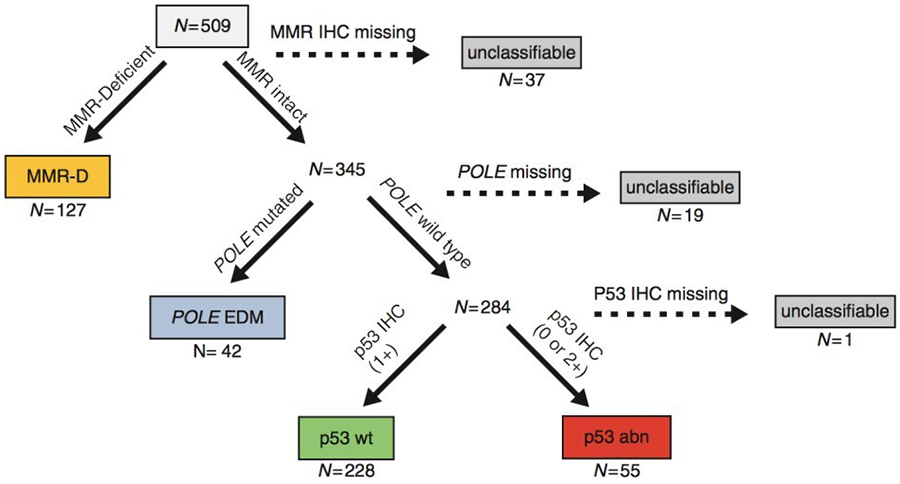 N=509
MMR IHC missing
unclassifiable
N=37
MMR-Deficient
MMR intact
MMR-D
N=127
N=345
POLE missing
unclassifiable
N=19
POLE mutated
POLE wild type
POLE EDM
N= 42
N=284
P53 IHC missing
unclassifiable
N=1
p53 IHC
(1+)
p53 IHC
(0 or 2+)
p53 wt
N=228
p53 abn
N=55